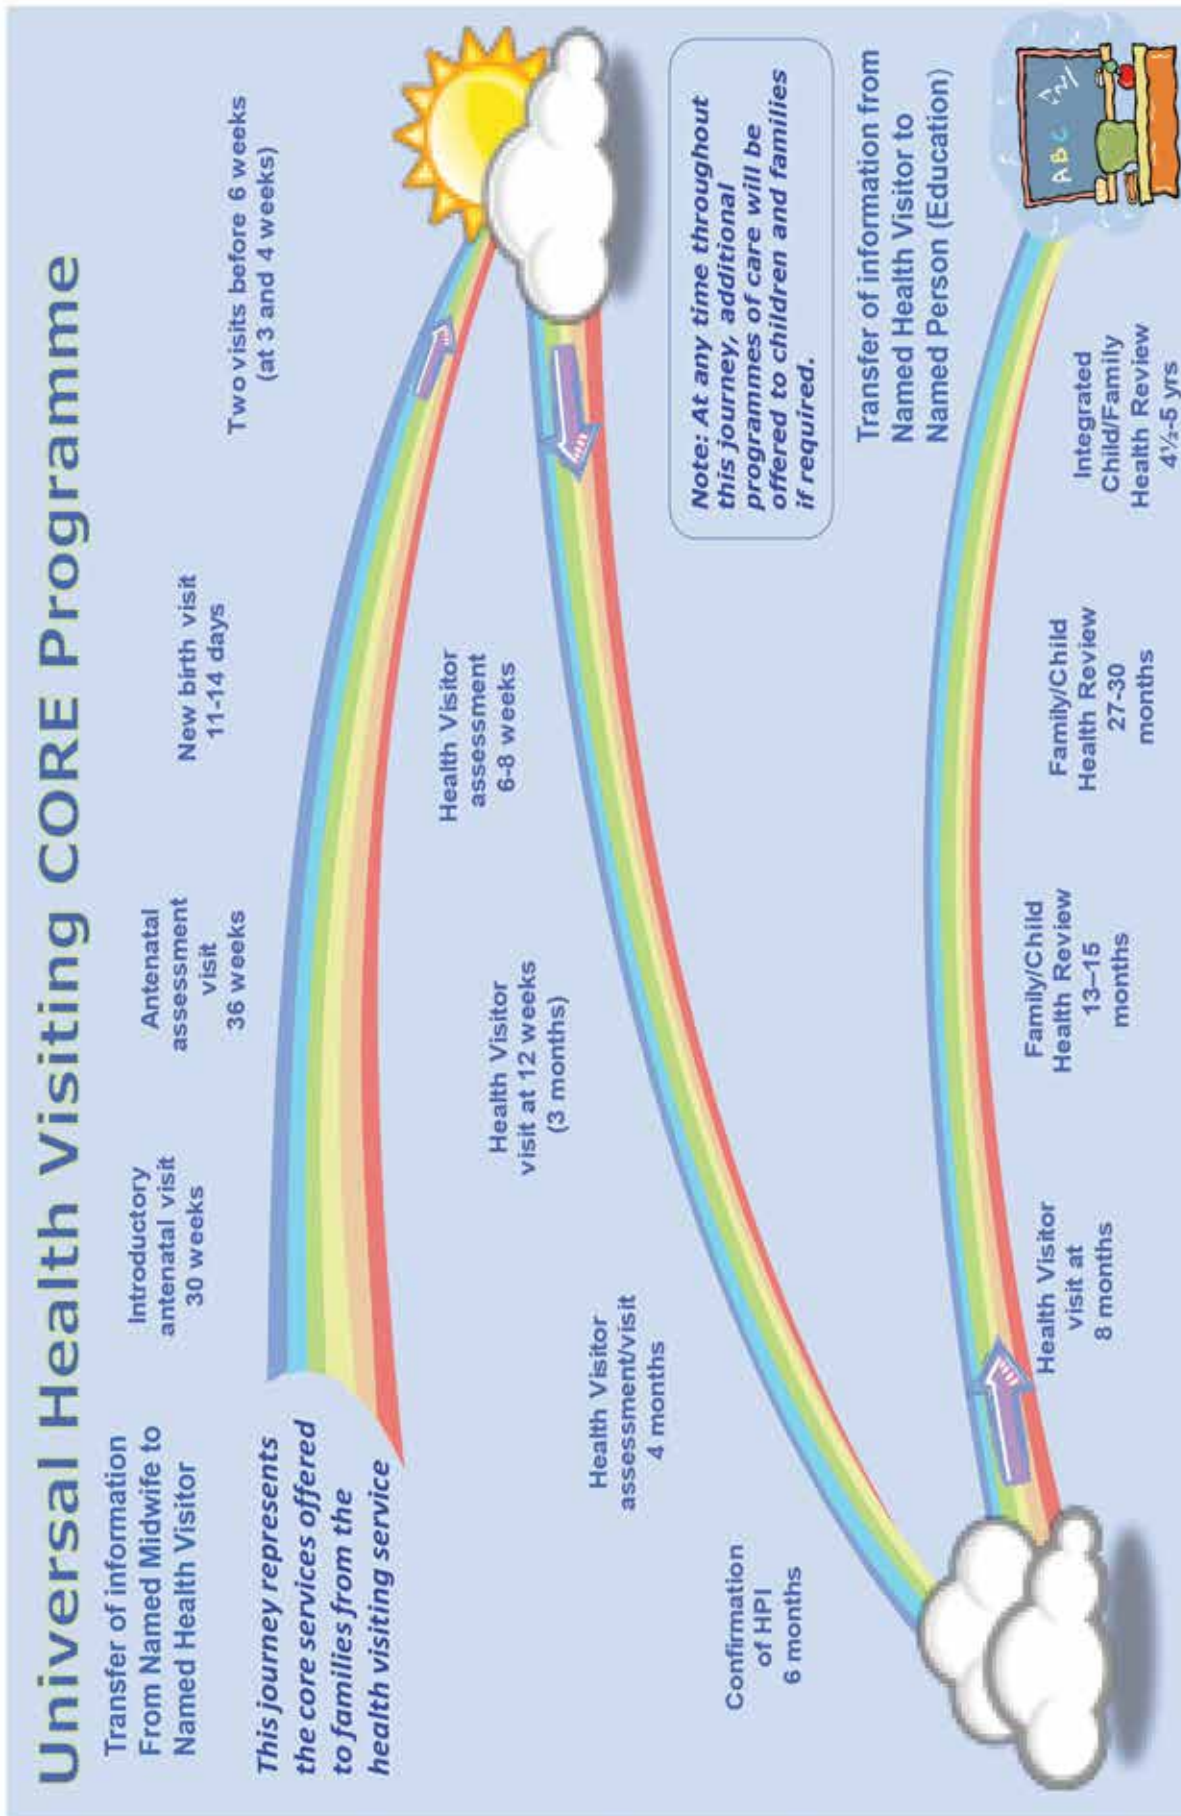 Universal Health Visiting CORE Programme
Transfer of information
From Named Midwife to
Named Health Visitor
Introductory
antenatal visit
30 weeks
Antenatal
assessment
visit
36 weeks
New birth visit
11-14 days
Two visits before 6 weeks
(at 3 and 4 weeks)
This journey represents
the core services offered
to families from the
health visiting service
Health Visitor
assessment
6-8 weeks
Health Visitor
visit at 12 weeks
(3 months)
Health Visitor
assessment/visit
4 months
Confirmation
of HPI
6 months
Note: At any time throughout
this journey, additional
programmes of care will be
offered to children and families
if required.
Transfer of information from
Named Health Visitor to
Named Person (Education)
Health Visitor
visit at
8 months
Family/Child
Health Review
13–15
months
Family/Child
Health Review
27-30
months
Integrated
Child/Family
Health Review
4½-5 yrs
ABC